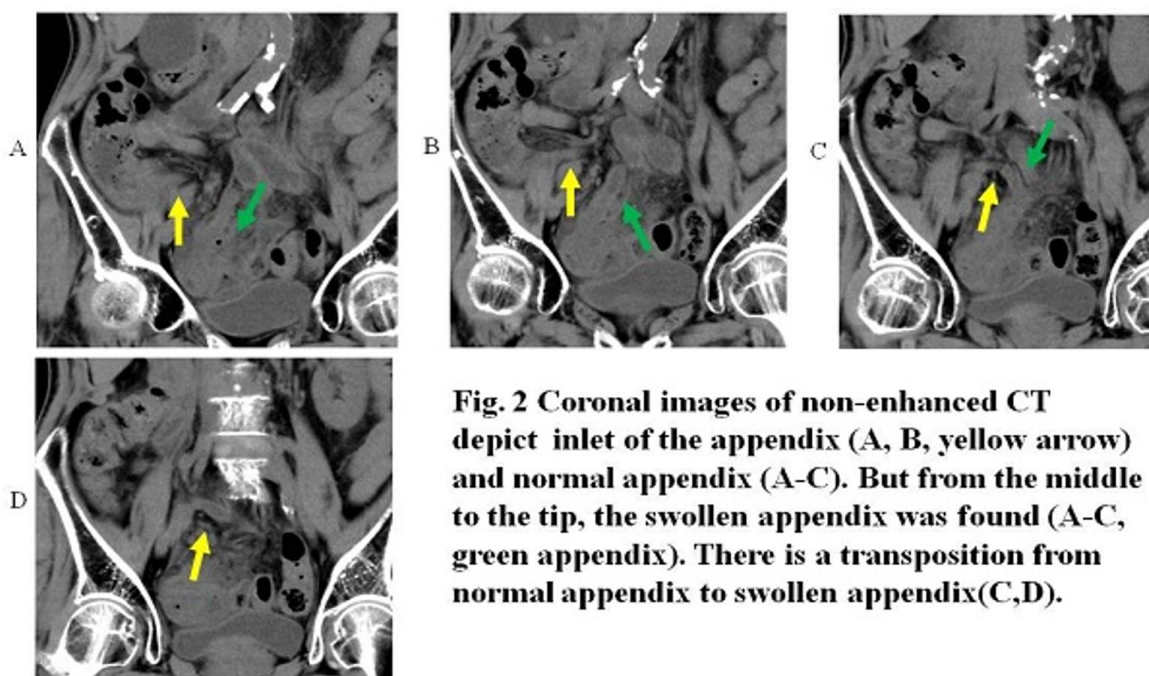 A
B
C
D
Fig. 2 Coronal images of non-enhanced CT
depict inlet of the appendix (A, B, yellow arrow)
and normal appendix (A-C). But from the middle
to the tip, the swollen appendix was found (A-C,
green appendix). There is a transposition from
normal appendix to swollen appendix(C,D).